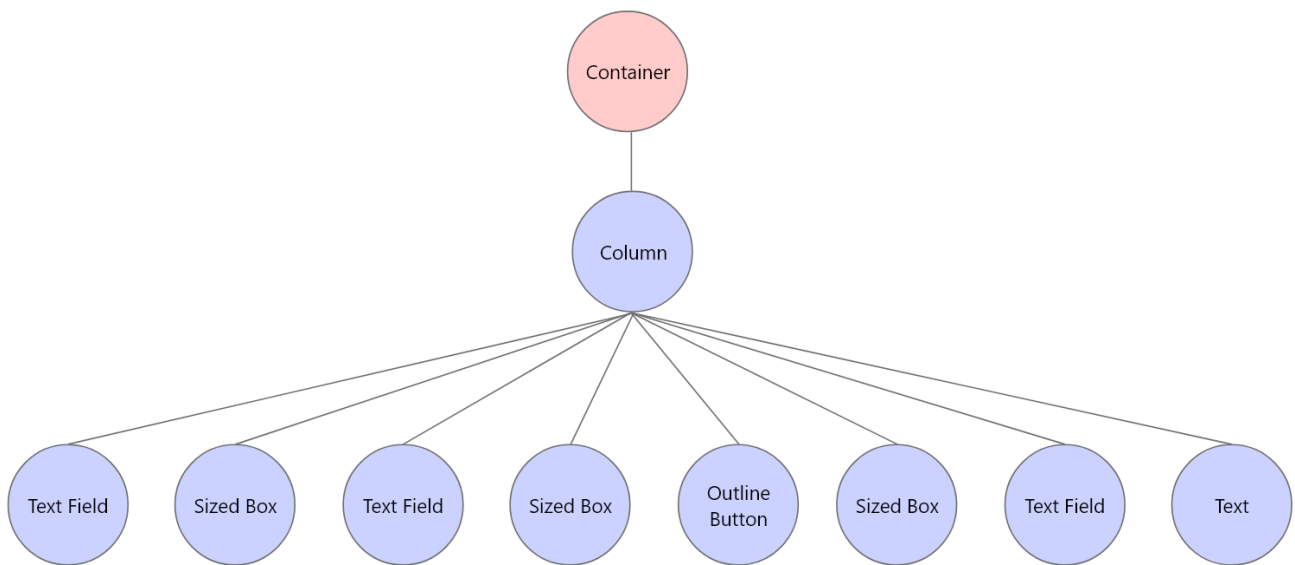 Container
Column
Text Field
Sized Box
Text Field
Sized Box
Outline
Button
Sized Box
Text Field
Text